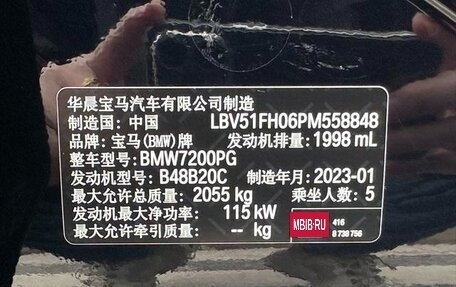 华晨宝马汽车有限公司制造
制造国：中国 LBV51FH06PM558848
品牌：宝马(BMW)牌 发动机排量：1998 mL
整车型号：BMW7200PG
发动机型号：B48B20C 制造年月：2023-01
最大允许总质量：2055 kg 乘坐人数：5
发动机最大净功率：115 kW
最大允许牵引质量：-- kg
MBIB.RU
416
8 738 756